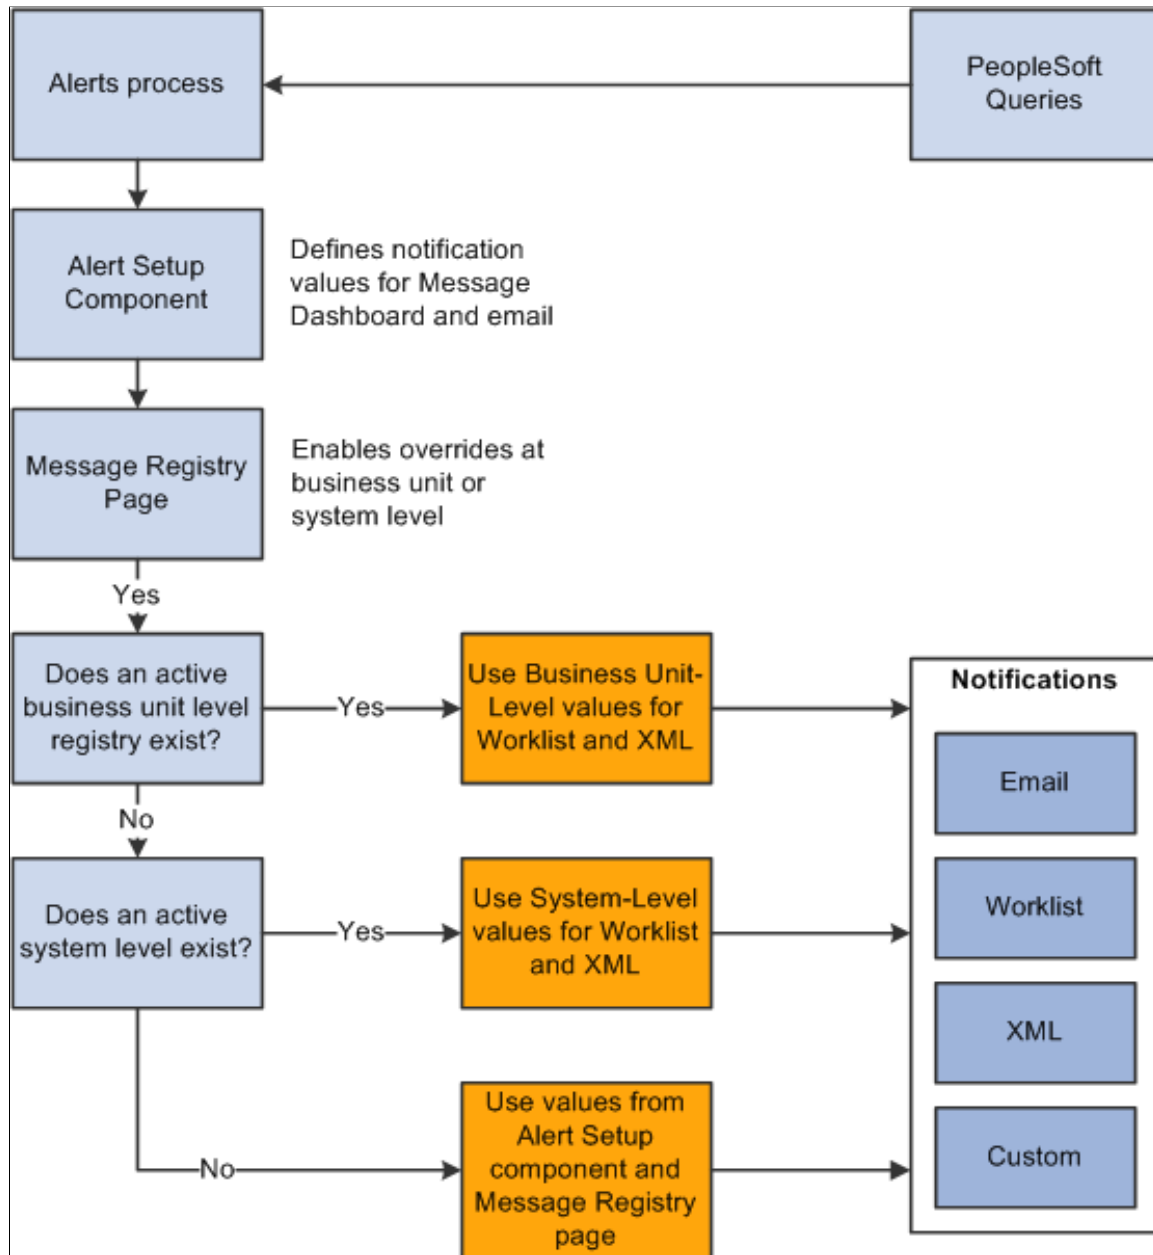 Alerts process
PeopleSoft
Queries
Alert Setup
Component
Defines notification
values for Message
Dashboard and email
Message Registry
Page
Enables overrides at
business unit or
system level
Yes
Does an active
business unit level
registry exist?
Yes
Use Business Unit-
Level values for
Worklist and XML
Notifications
Email
Worklist
XML
Custom
No
Does an active
system level exist?
Yes
Use System-Level
values for Worklist
and XML
No
Use values from
Alert Setup
component and
Message Registry
page